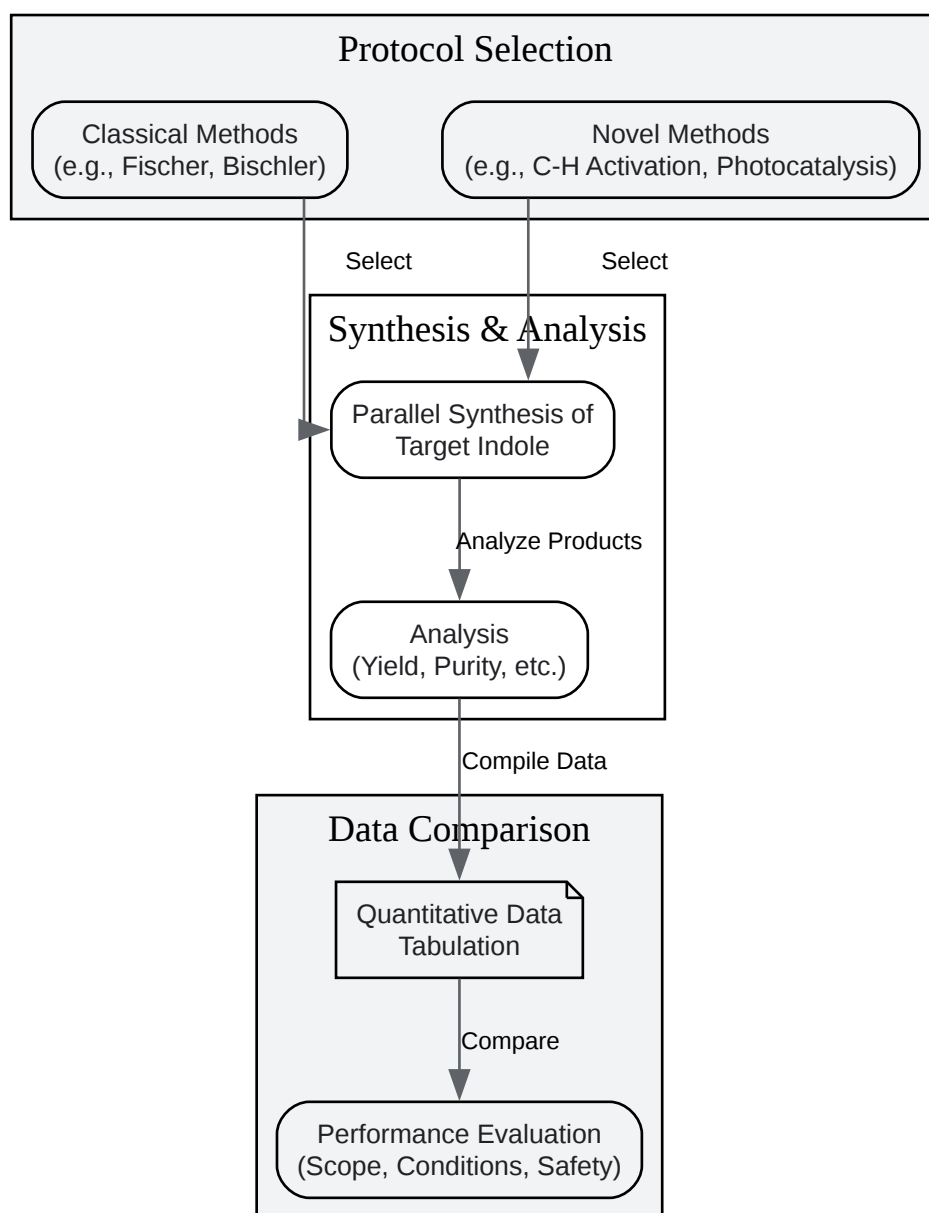 Protocol Selection
Classical Methods
(e.g., Fischer, Bischler)
Novel Methods
(e.g., C-H Activation, Photocatalysis)
Select
Select
Synthesis & Analysis
Parallel Synthesis of
Target Indole
Analyze Products
Analysis
(Yield, Purity, etc.)
Compile Data
Data Comparison
Quantitative Data
Tabulation
Compare
Performance Evaluation
(Scope, Conditions, Safety)